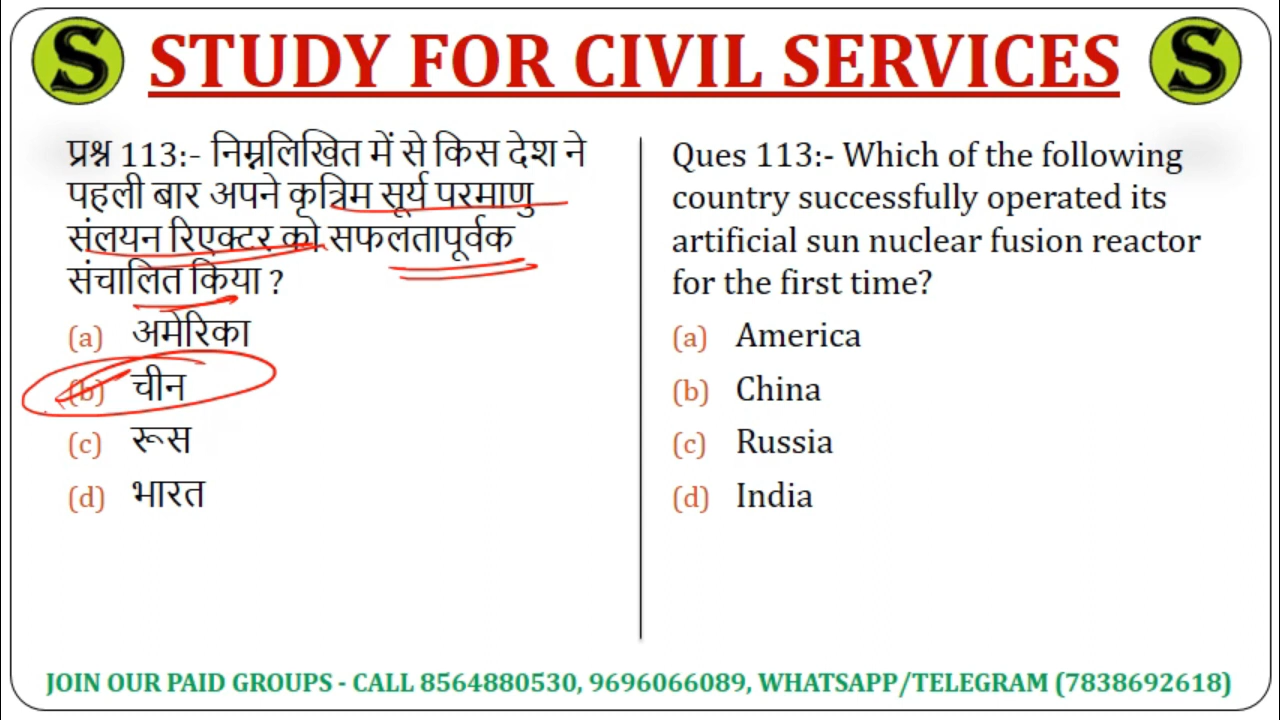 S STUDY FOR CIVIL SERVICES S
प्रश्न 113:- निम्नलिखित में से किस देश ने
पहली बार अपने कृत्रिम सूर्य परमाणु
संलयन रिएक्टर को सफलतापूर्वक
संचालित किया ?
(a) अमेरिका
(b) चीन
(c) रूस
(d) भारत
Ques 113:- Which of the following
country successfully operated its
artificial sun nuclear fusion reactor
for the first time?
(a) America
(b) China
(c) Russia
(d) India
JOIN OUR PAID GROUPS - CALL 8564880530, 9696066089, WHATSAPP/TELEGRAM (7838692618)